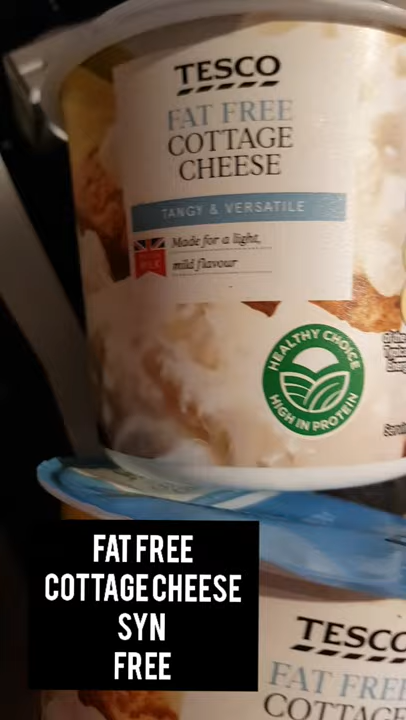 TESCO
FAT FREE
COTTAGE
CHEESE
TANGY & VERSATILE
Made for a light,
mild flavour
MILK
HEALTHY CHOICE
HIGH IN PROTEIN
FAT FREE
COTTAGE CHEESE
SYN
FREE
TESCO
FAT FREE
COTTAGE